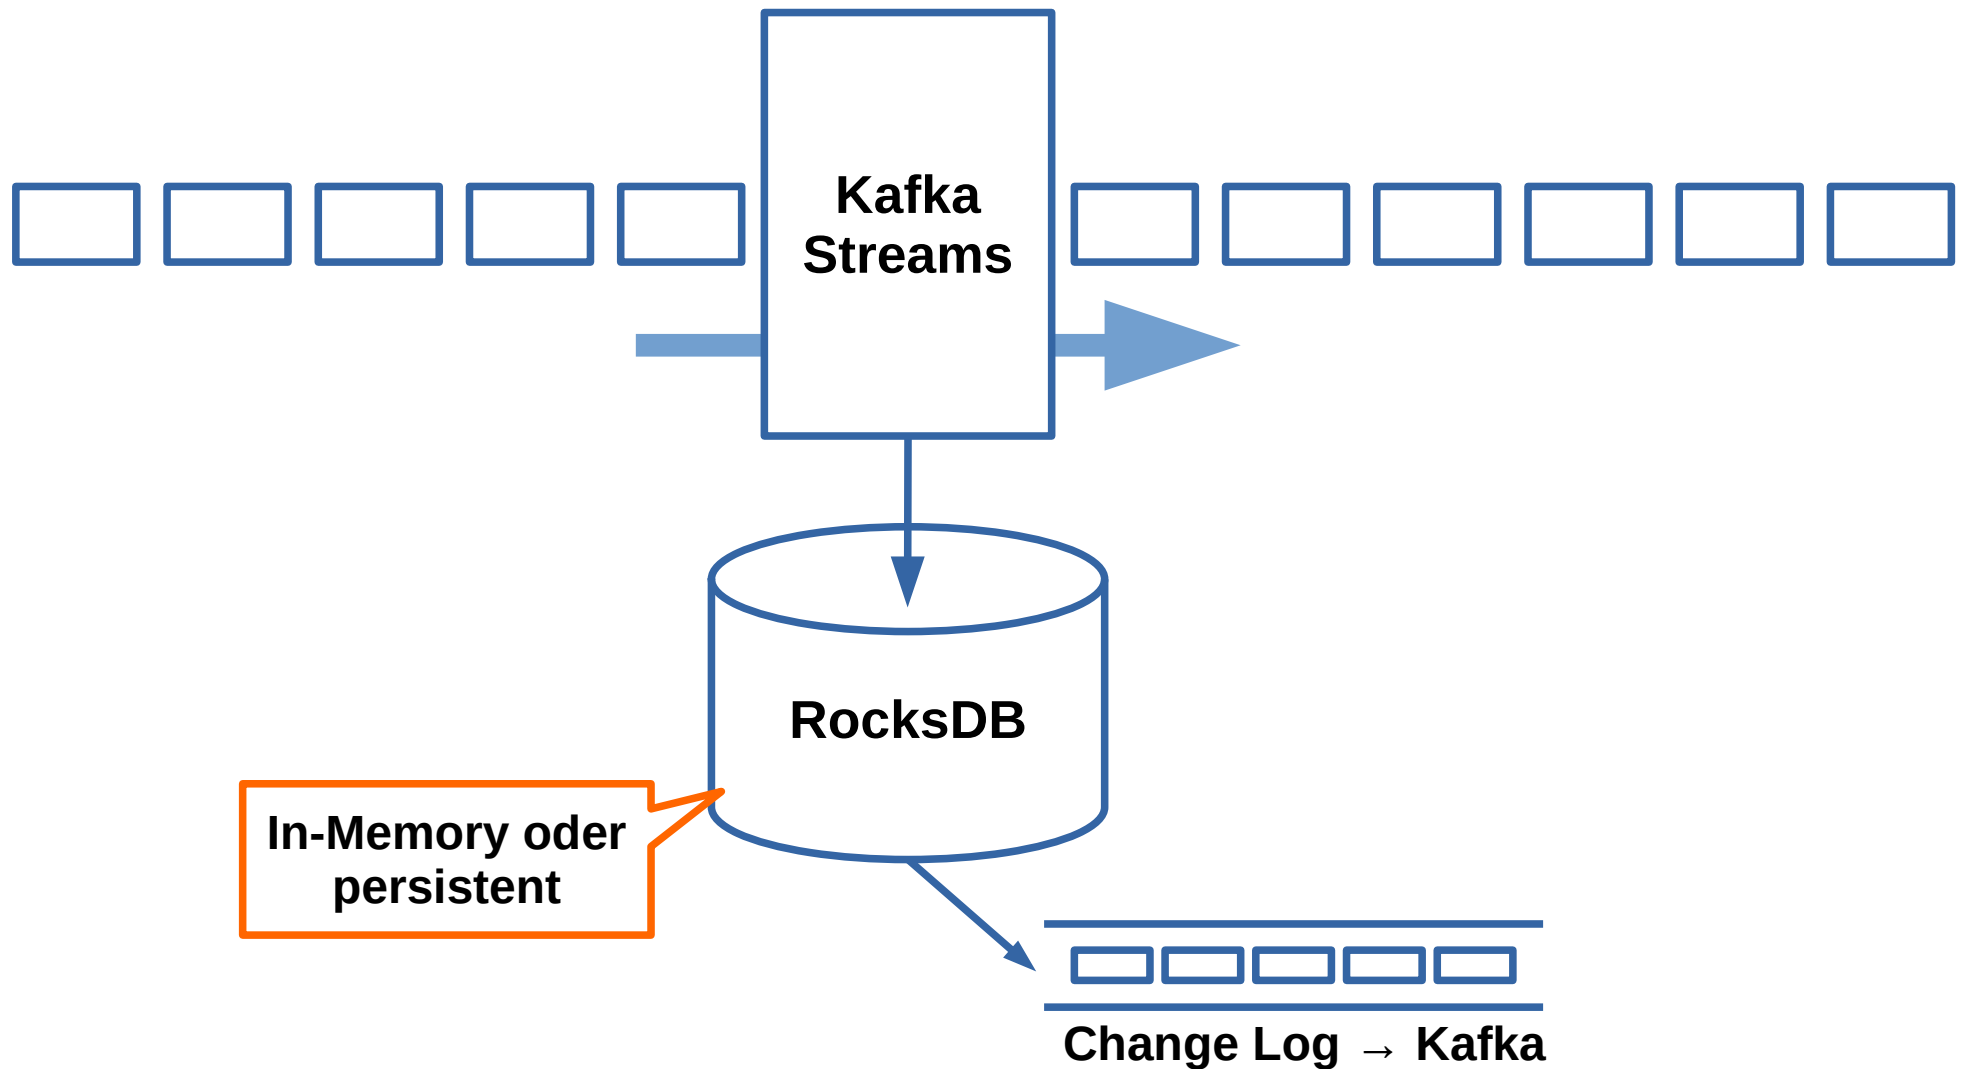 Kafka
Streams
RocksDB
In-Memory oder
persistent
Change Log → Kafka